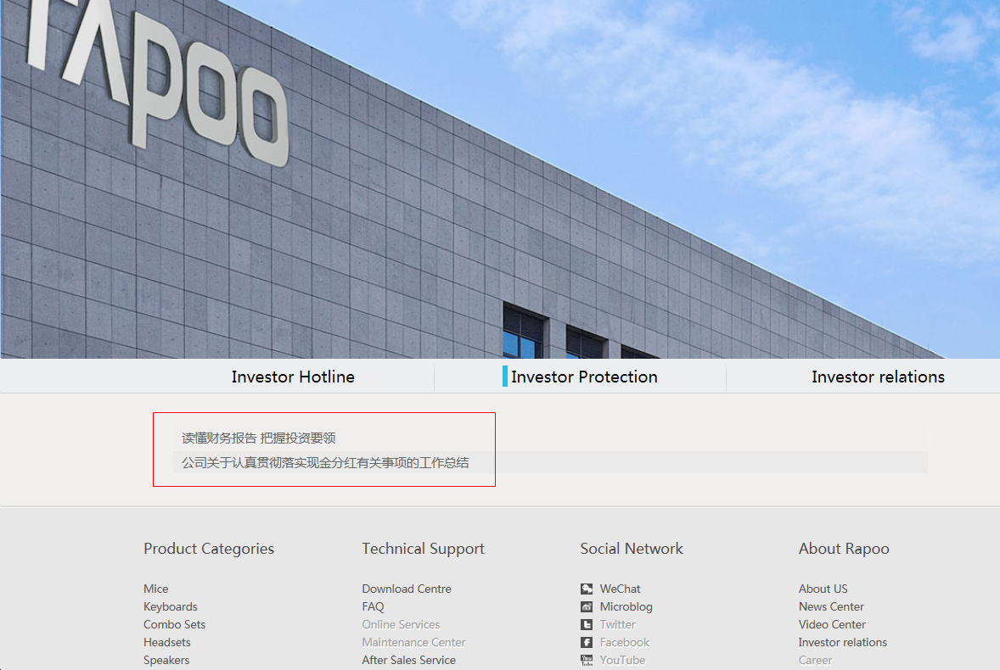 rapoo
Investor Hotline
Investor Protection
Investor relations
读懂财务报告 把握投资要领
公司关于认真贯彻落实现金分红有关事项的工作总结
Product Categories
Mice
Keyboards
Combo Sets
Headsets
Speakers
Technical Support
Download Centre
FAQ
Online Services
Maintenance Center
After Sales Service
Social Network
WeChat
Microblog
Twitter
Facebook
YouTube
About Rapoo
About US
News Center
Video Center
Investor relations
Career